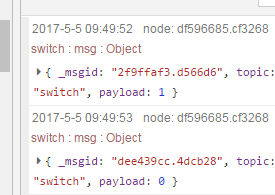 2017-5-5 09:49:52 node: df596685.cf3268
switch : msg : Object
{ _msgid: "2f9ffaf3.d566d6", topic:
"switch", payload: 1 }
2017-5-5 09:49:53 node: df596685.cf3268
switch : msg : Object
{ _msgid: "dee439cc.4dcb28", topic:
"switch", payload: 0 }